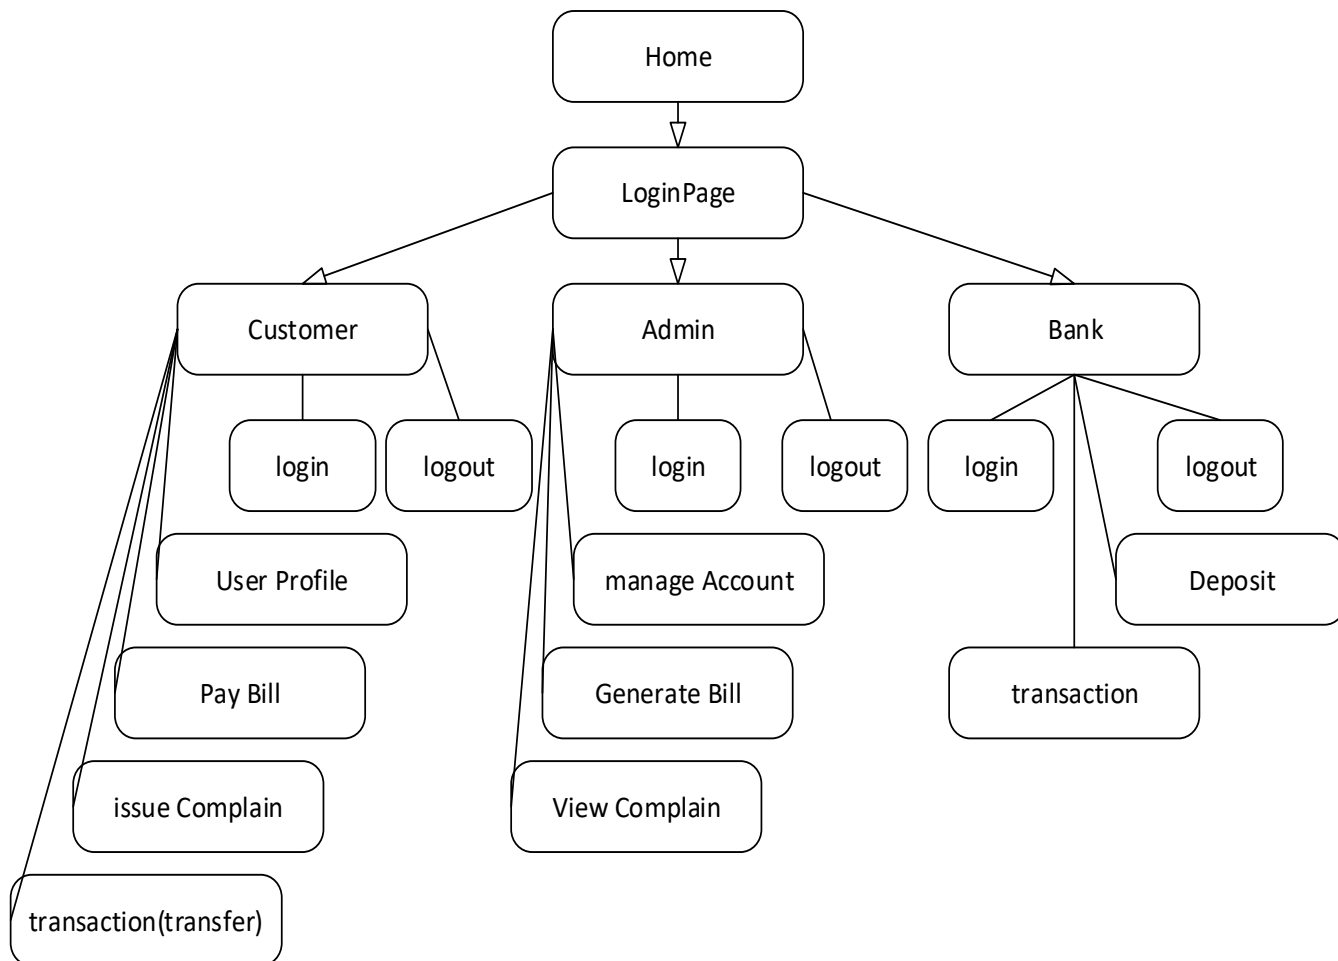 Home
LoginPage
Customer
Admin
Bank
login
logout
login
logout
login
logout
User Profile
manage Account
Deposit
Pay Bill
Generate Bill
transaction
issue Complain
View Complain
transaction(transfer)